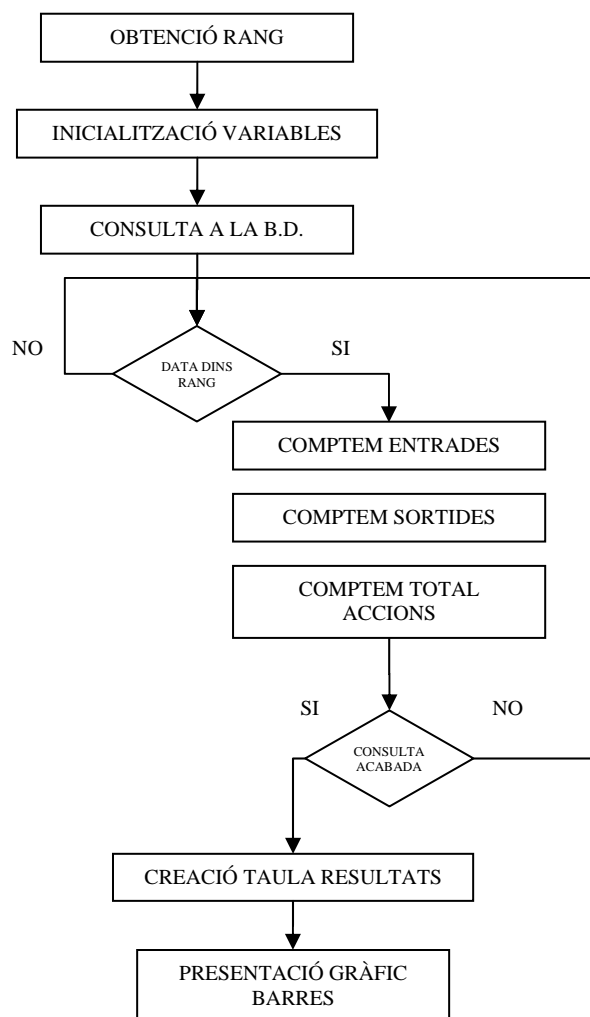 OBTENCIÓ RANG
INICIALITZACIÓ VARIABLES
CONSULTA A LA B.D.
NO
SI
DATA DINS
RANG
COMPTEM ENTRADES
COMPTEM SORTIDES
COMPTEM TOTAL
ACCIONS
SI
NO
CONSULTA
ACABADA
CREACIÓ TAULA RESULTATS
PRESENTACIÓ GRÀFIC
BARRES